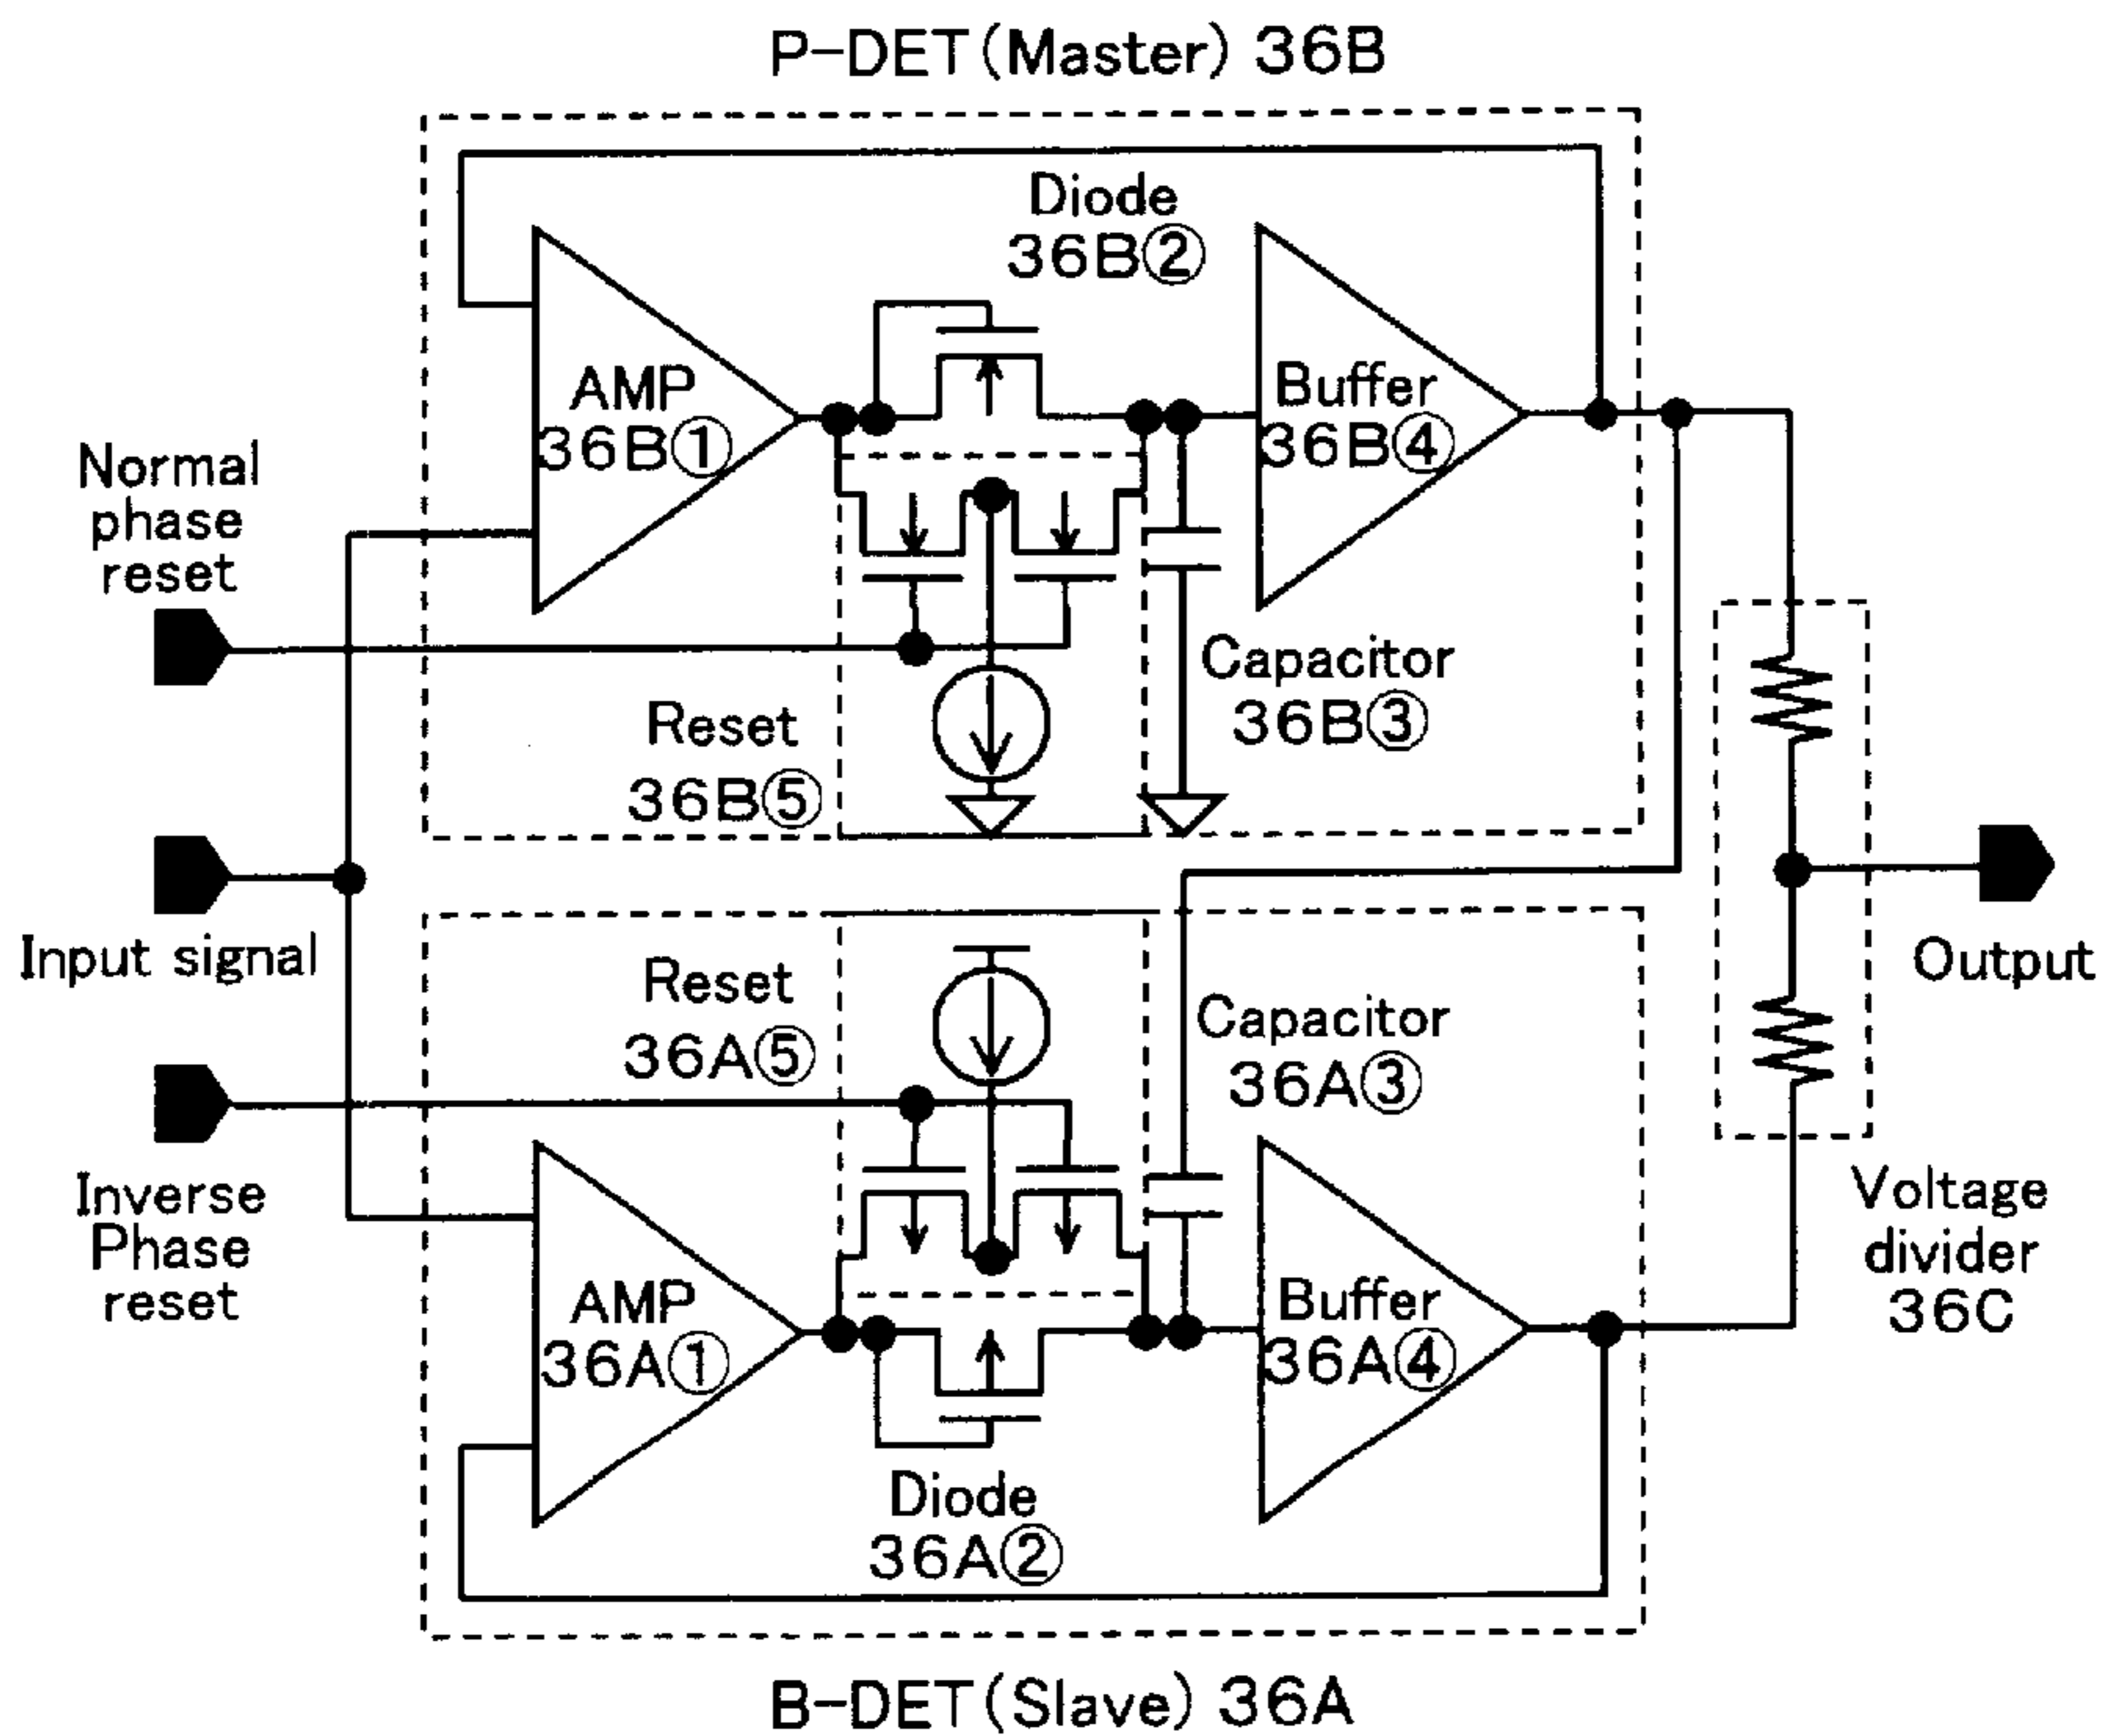 P-DET(Master) 36B
Diode
36B②
AMP
36B①
Buffer
36B④
Normal
phase
reset
Capacitor
36B③
Reset
36B⑤
Input signal
Output
Reset
36A⑤
Capacitor
36A③
Inverse
Phase
reset
Voltage
divider
36C
AMP
36A①
Buffer
36A④
Diode
36A②
B-DET(Slave) 36A